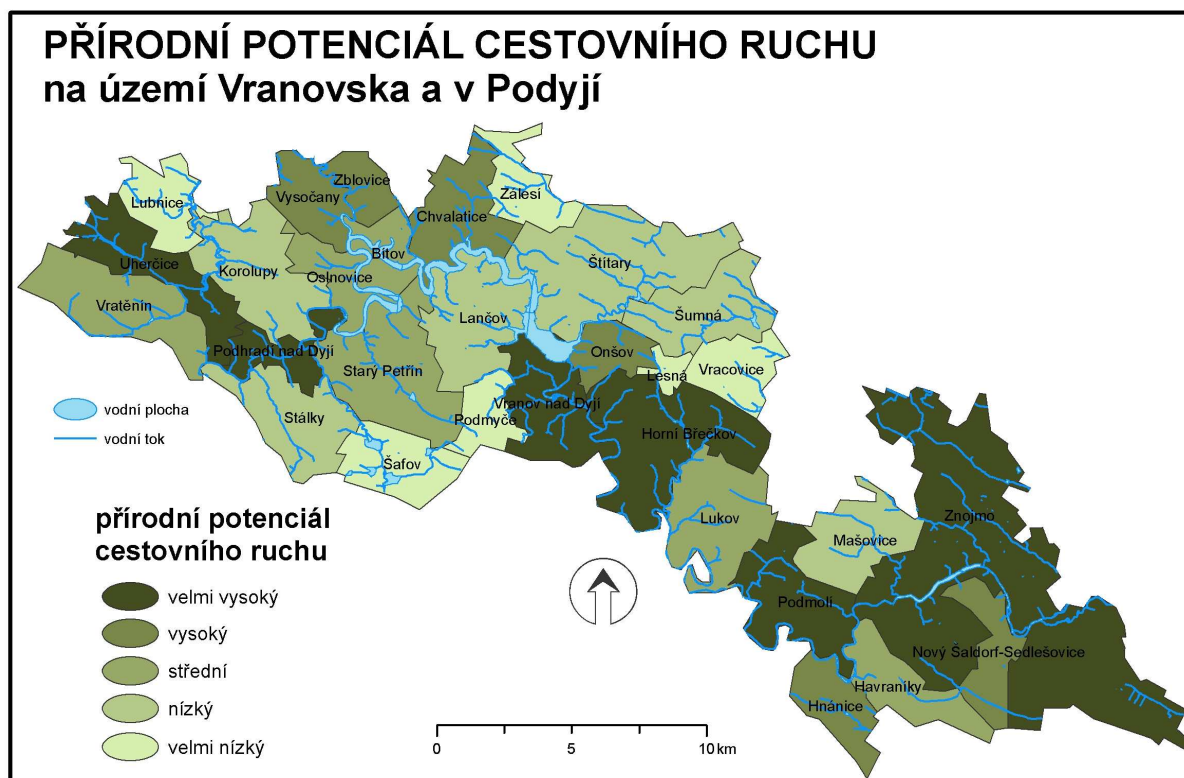 PŘÍRODNÍ POTENCIÁL CESTOVNÍHO RUCHU
na území Vranovska a v Podyjí
Lubnice
Vysočany
Zblovice
Chvalatice
Zálesí
Uherčice
Korolupy
Oslnovice
Bítov
Štítary
Vratěnín
Lančov
Šumná
Podhradí nad Dyjí
Starý Petřín
Onšov
Lesná
Vracovice
Stálky
Podmyče
Vranov nad Dyjí
Horní Břečkov
Šafov
Lukov
Mašovice
Znojmo
Podmolí
Nový Šaldorf-Sedlešovice
Havraníky
Hnánice
vodní plocha
vodní tok
přírodní potenciál
cestovního ruchu
velmi vysoký
vysoký
střední
nízký
velmi nízký
0 5 10 km